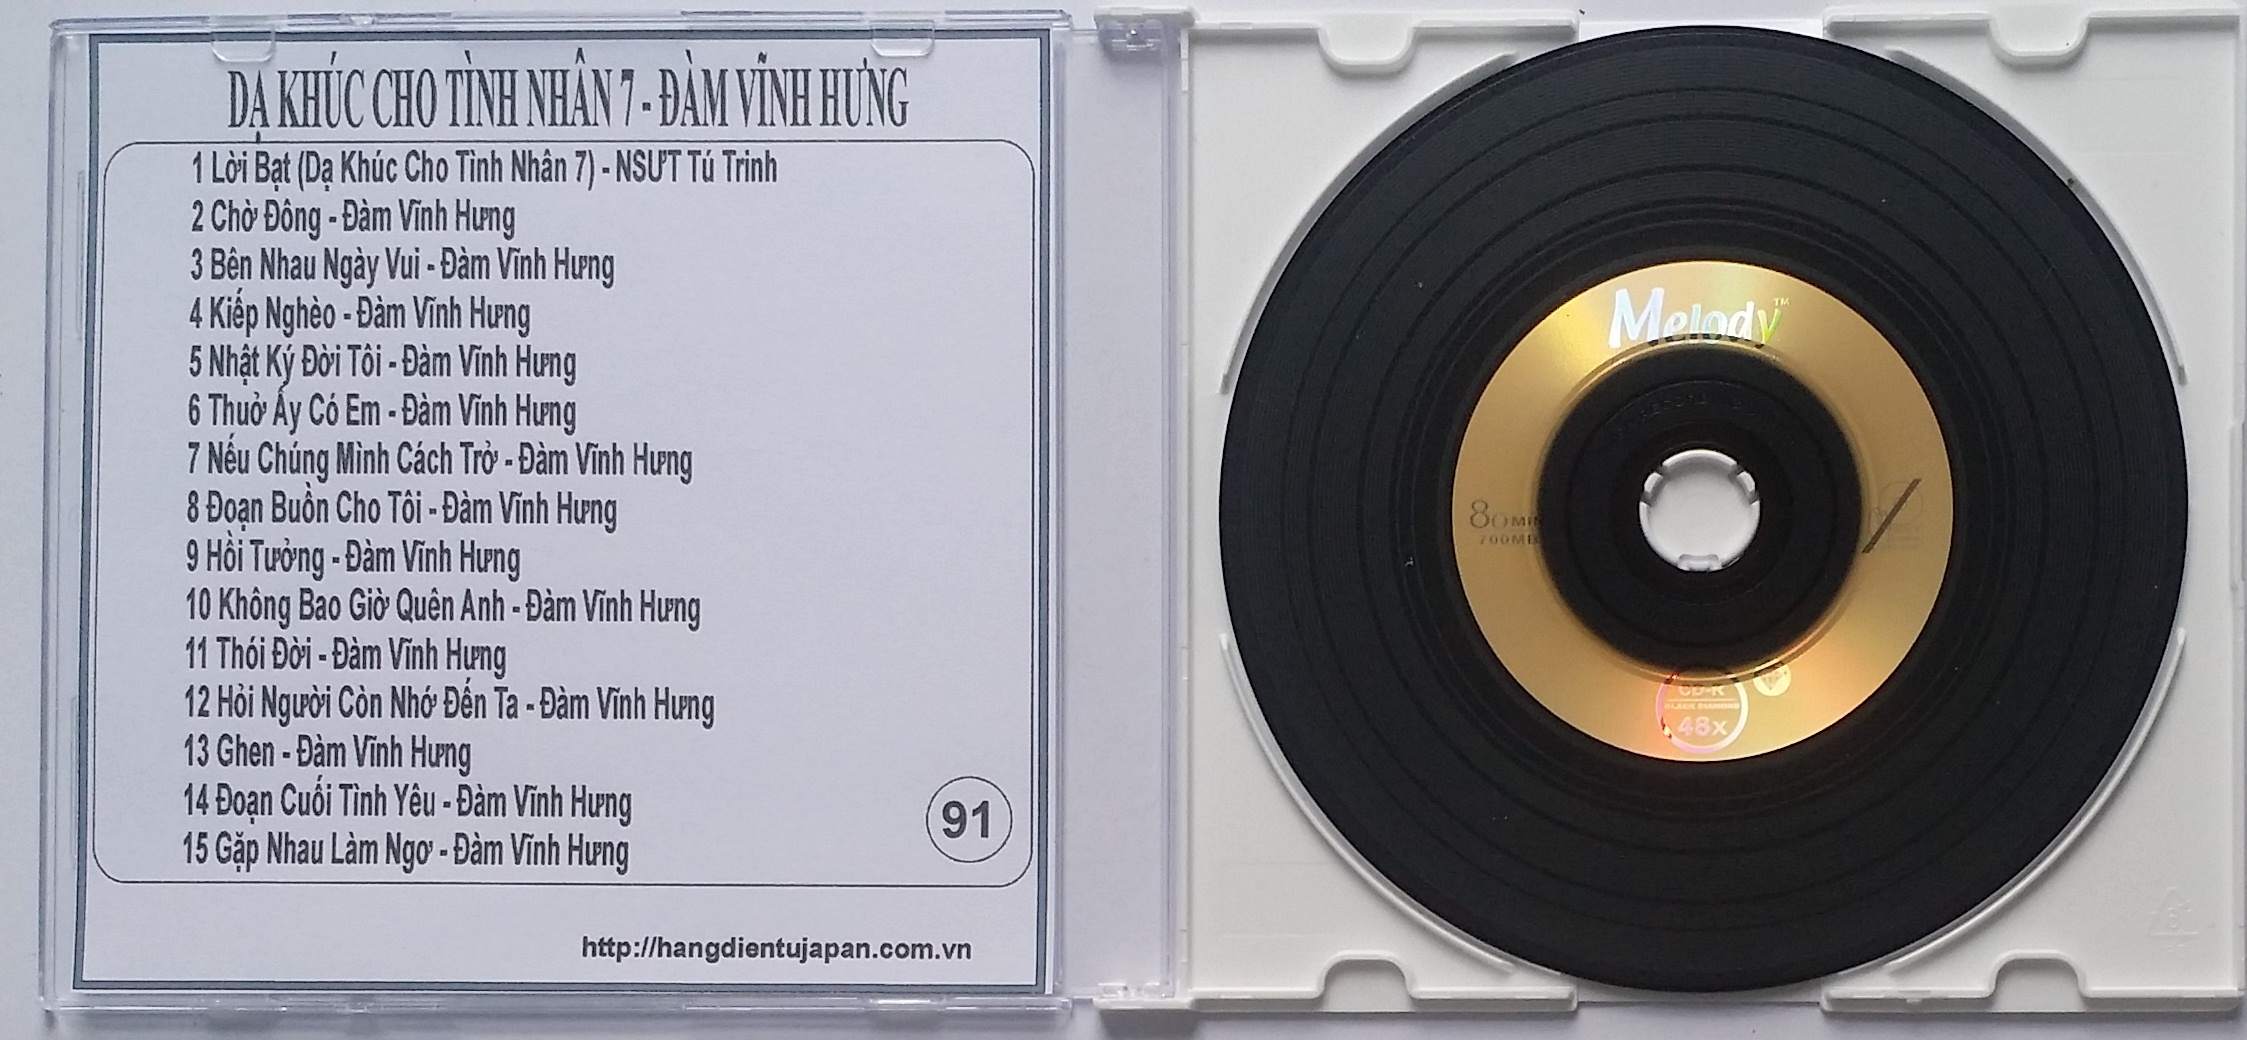 DẠ KHÚC CHO TÌNH NHÂN 7 - ĐÀM VĨNH HƯNG
1 Lời Bạt (Dạ Khúc Cho Tình Nhân 7) - NSƯT Tú Trinh
2 Chờ Đông - Đàm Vĩnh Hưng
3 Bên Nhau Ngày Vui - Đàm Vĩnh Hưng
4 Kiếp Nghèo - Đàm Vĩnh Hưng
5 Nhật Ký Đời Tôi - Đàm Vĩnh Hưng
6 Thuở Ấy Có Em - Đàm Vĩnh Hưng
7 Nếu Chúng Mình Cách Trở - Đàm Vĩnh Hưng
8 Đoạn Buồn Cho Tôi - Đàm Vĩnh Hưng
9 Hồi Tưởng - Đàm Vĩnh Hưng
10 Không Bao Giờ Quên Anh - Đàm Vĩnh Hưng
11 Thói Đời - Đàm Vĩnh Hưng
12 Hỏi Người Còn Nhớ Đến Ta - Đàm Vĩnh Hưng
13 Ghen - Đàm Vĩnh Hưng
14 Đoạn Cuối Tình Yêu - Đàm Vĩnh Hưng
15 Gặp Nhau Làm Ngơ - Đàm Vĩnh Hưng
91
http://hangdientujapan.com.vn
Melody™
80MIN
700MB
CD-R
BLACK DIAMOND
48x